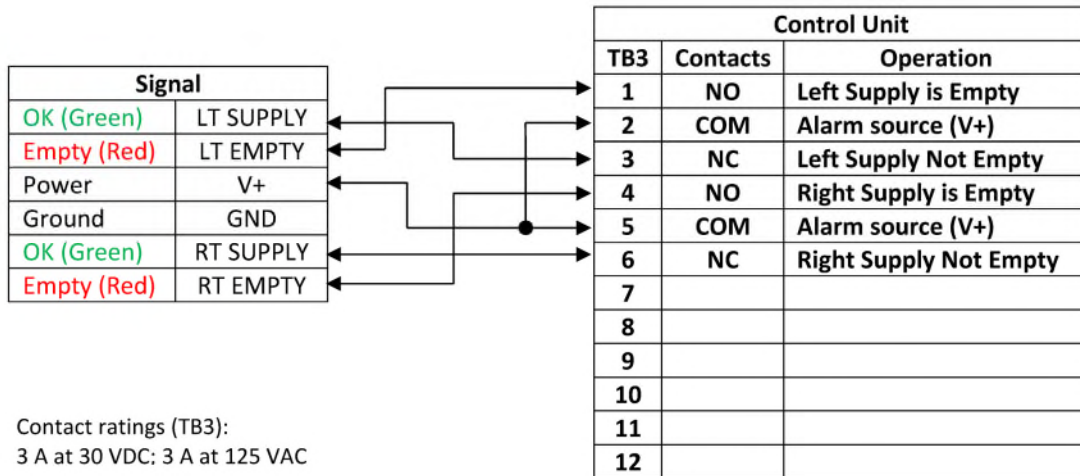 Signal
OK (Green) LT SUPPLY
Empty (Red) LT EMPTY
Power V+
Ground GND
OK (Green) RT SUPPLY
Empty (Red) RT EMPTY
Contact ratings (TB3):
3 A at 30 VDC; 3 A at 125 VAC
Control Unit
TB3 Contacts Operation
1 NO Left Supply is Empty
2 COM Alarm source (V+)
3 NC Left Supply Not Empty
4 NO Right Supply is Empty
5 COM Alarm source (V+)
6 NC Right Supply Not Empty
7
8
9
10
11
12